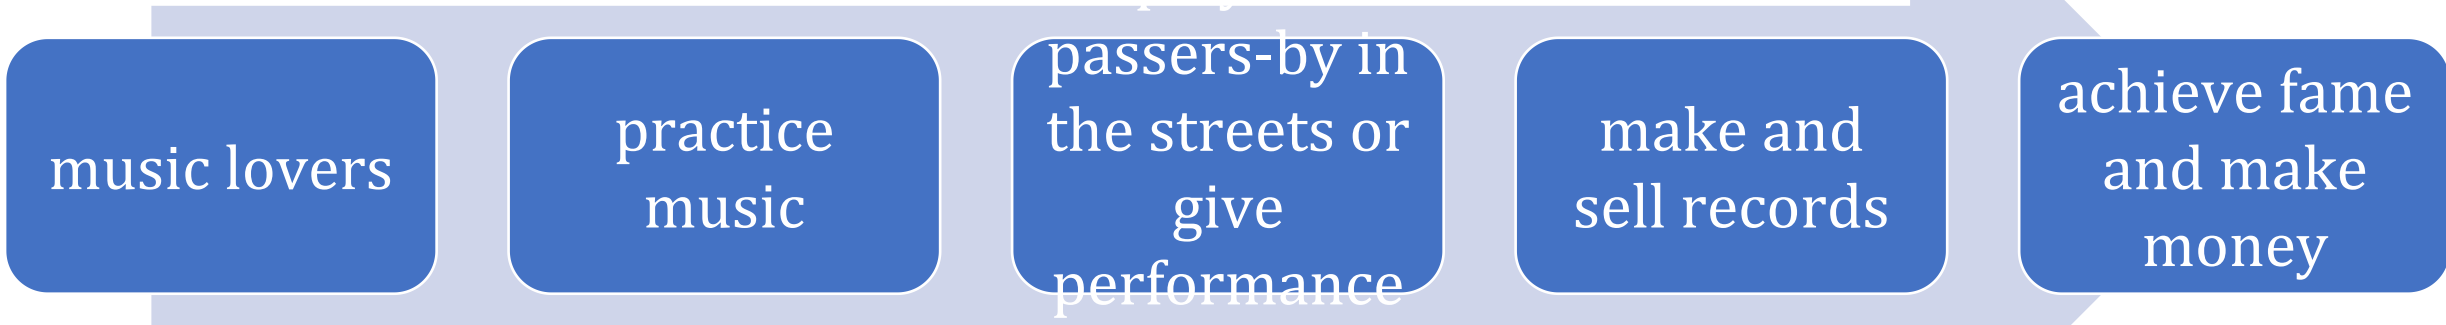 music lovers
practice
music
passers-by in
the streets or
give
performance
make and
sell records
achieve fame
and make
money